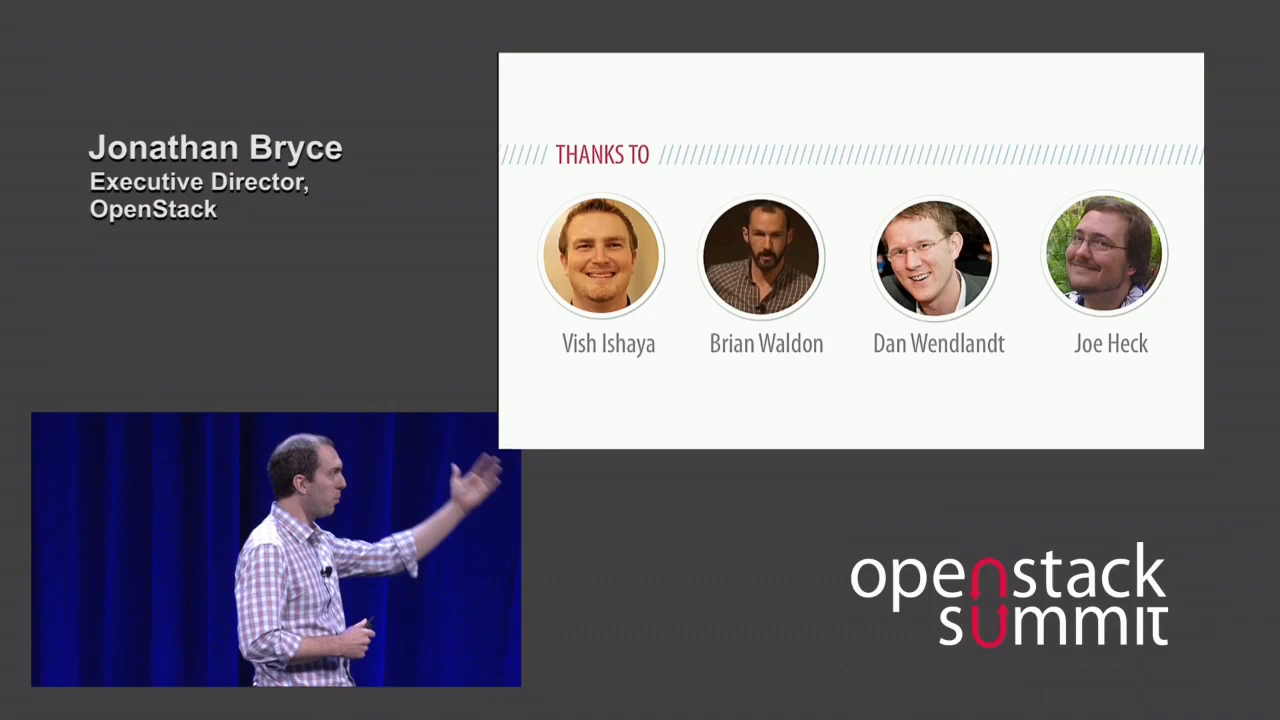 Jonathan Bryce
Executive Director,
OpenStack
THANKS TO
Vish Ishaya
Brian Waldon
Dan Wendlandt
Joe Heck
openstack
summit